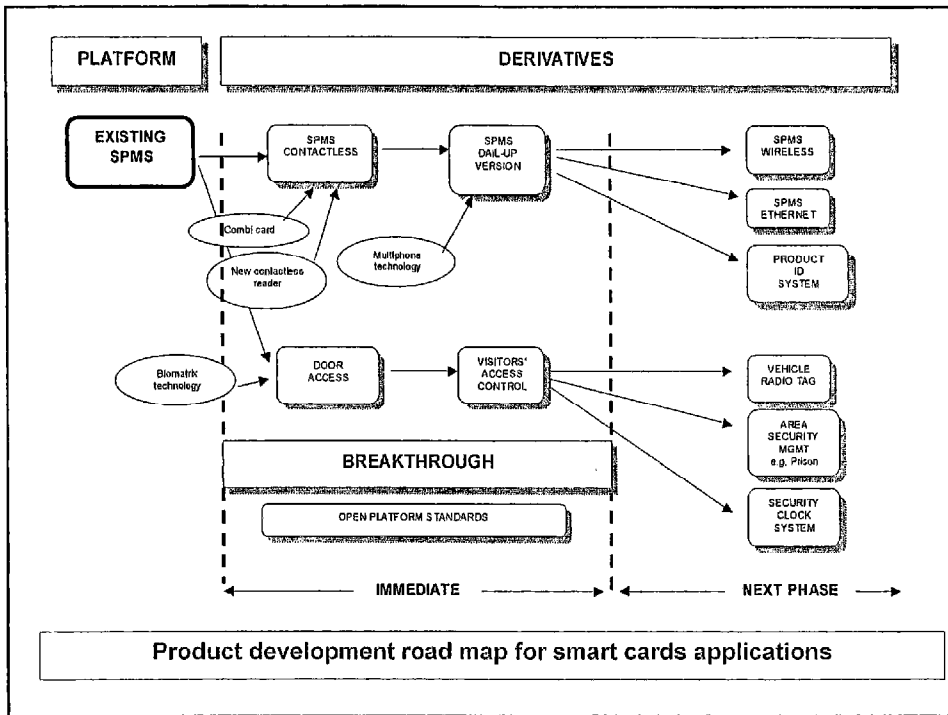 PLATFORM
DERIVATIVES
EXISTING
SPMS
SPMS
CONTACTLESS
SPMS
DAIL-UP
VERSION
SPMS
WIRELESS
SPMS
ETHERNET
PRODUCT
ID
SYSTEM
Combi card
New contactless
reader
Multiphone
technology
Biomatrix
technology
DOOR
ACCESS
VISITORS'
ACCESS
CONTROL
VEHICLE
RADIO TAG
AREA
SECURITY
MGMT
e.g. Prison
SECURITY
CLOCK
SYSTEM
BREAKTHROUGH
OPEN PLATFORM STANDARDS
IMMEDIATE
NEXT PHASE
Product development road map for smart cards applications